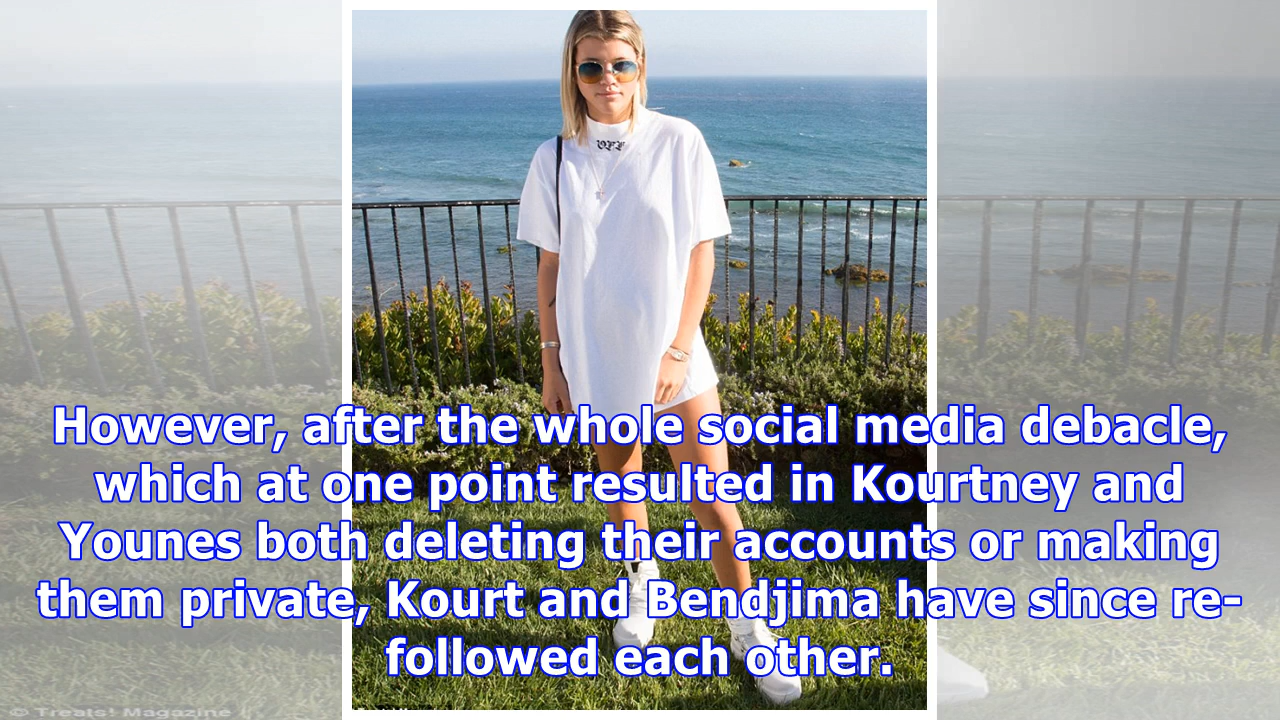 OFF
However, after the whole social media debacle,
which at one point resulted in Kourtney and
Younes both deleting their accounts or making
them private, Kourt and Bendjima have since re-
followed each other.
© Treats! Magazine